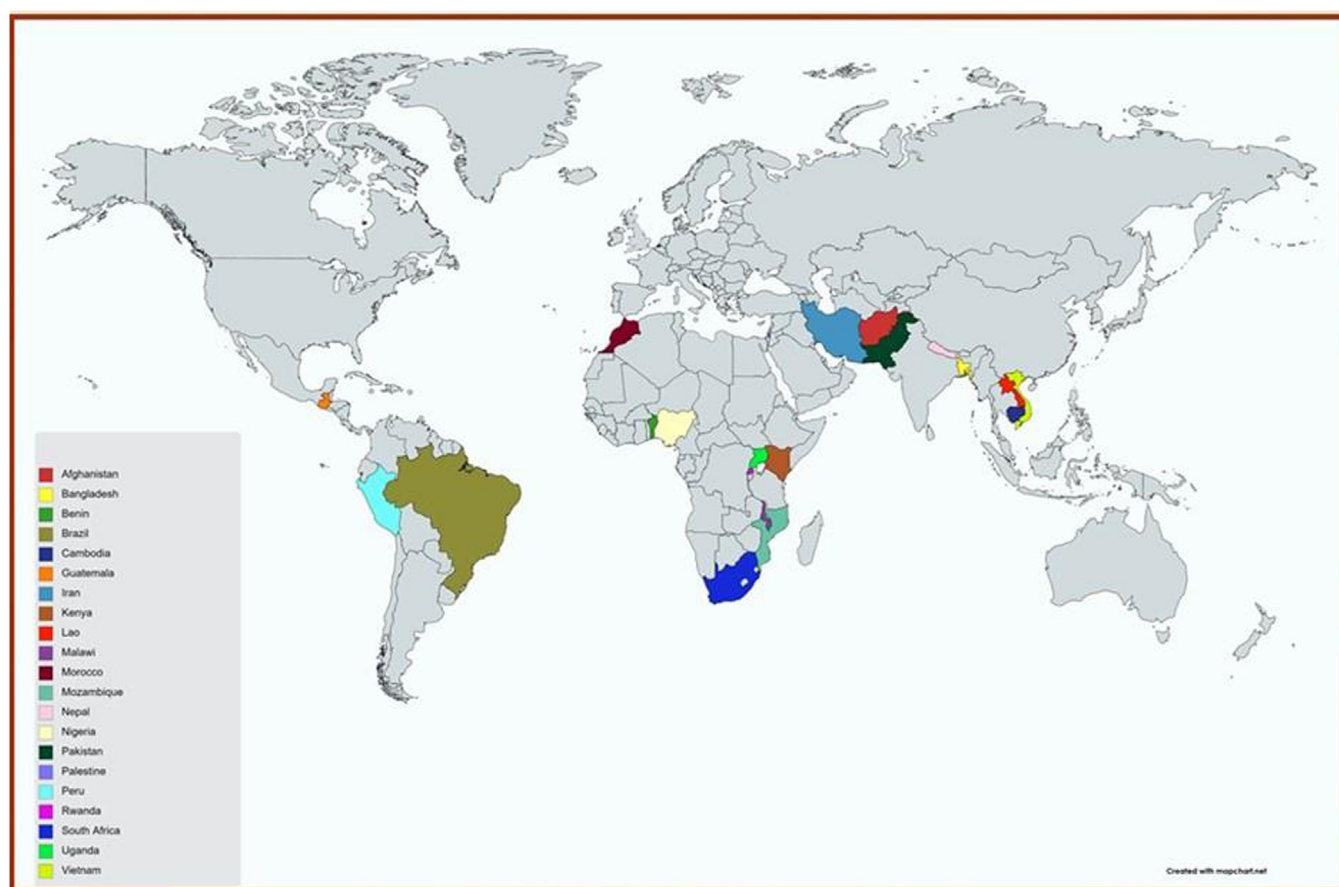 Afghanistan
Bangladesh
Benin
Brazil
Cambodia
Guatemala
Iran
Kenya
Lao
Malawi
Morocco
Mozambique
Nepal
Nigeria
Pakistan
Palestine
Peru
Rwanda
South Africa
Uganda
Vietnam
Created with mapchart.net